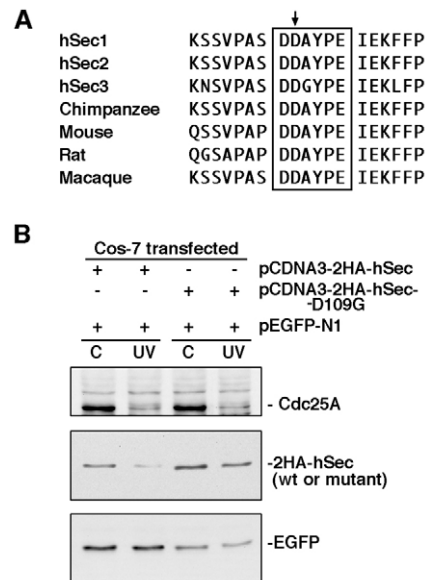 A
hSec1 KSSVPAS DDAYPE IEKFFP
hSec2 KSSVPAS DDAYPE IEKFFP
hSec3 KNSVPAS DDGYPE IEKLFP
Chimpanzee KSSVPAS DDAYPE IEKFFP
Mouse QSSVPAP DDAYPE IEKFFP
Rat QGSAPAP DDAYPE IEKFFP
Macaque KSSVPAS DDAYPE IEKFFP
B
Cos-7 transfected
+ + - - pCDNA3-2HA-hSec
- - + + pCDNA3-2HA-hSec-
-D109G
+ + + + pEGFP-N1
C UV C UV
- Cdc25A
-2HA-hSec
(wt or mutant)
-EGFP